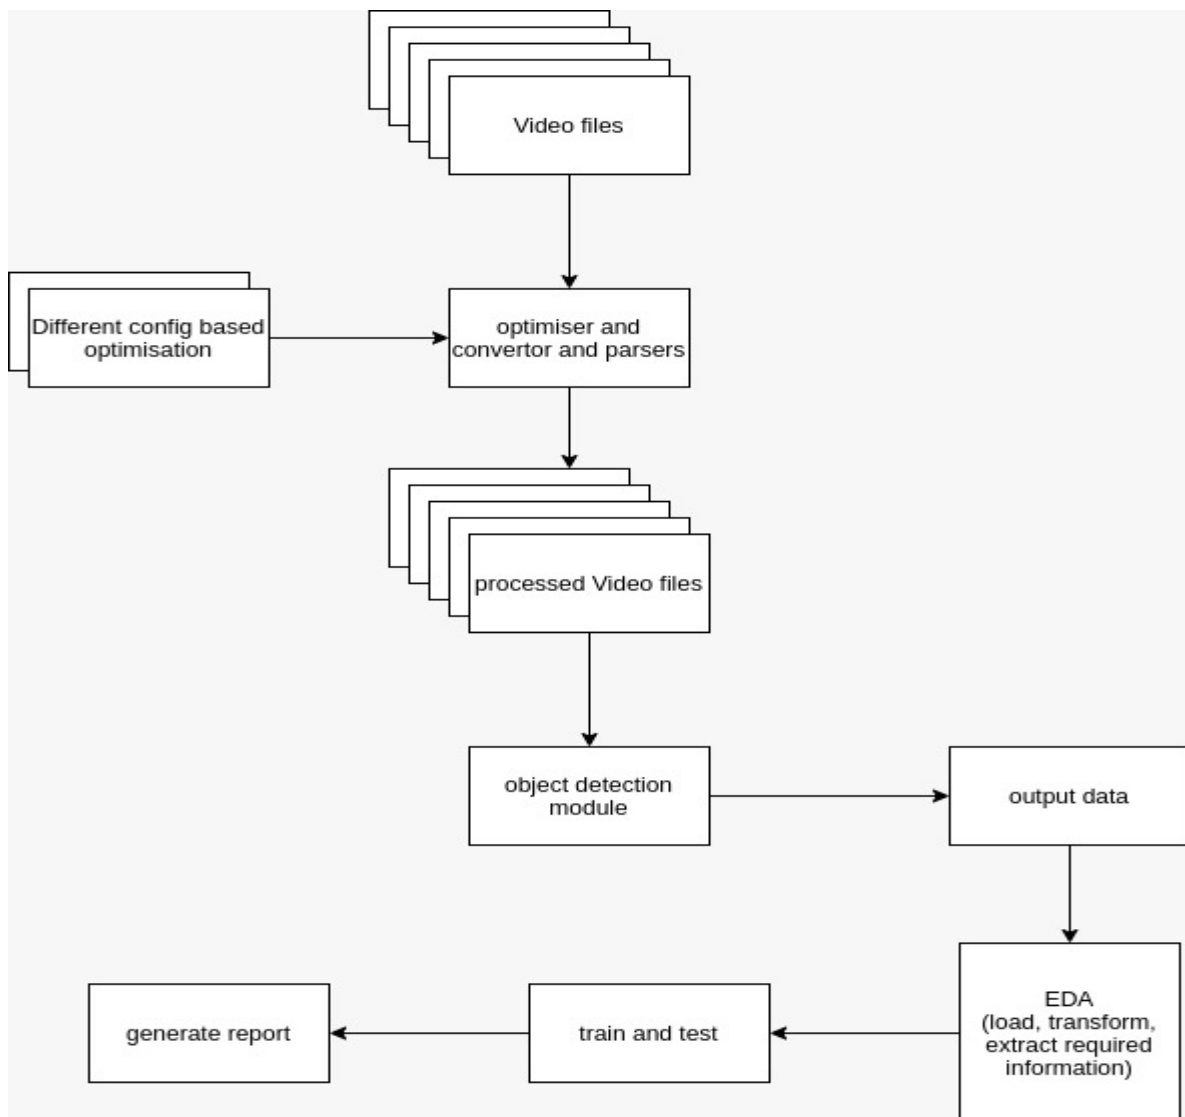 Video files
Different config based
optimisation
optimiser and
convertor and parsers
processed Video files
object detection
module
output data
EDA
(load, transform,
extract required
information)
train and test
generate report